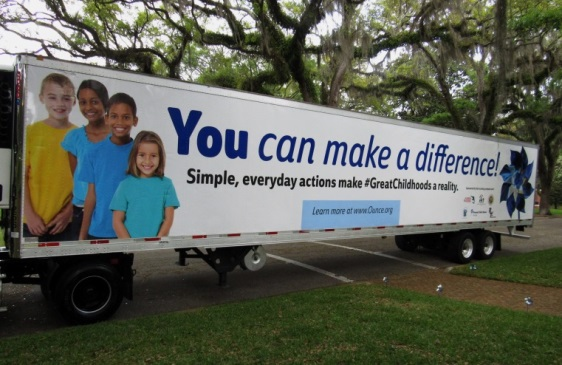 You can make a difference!
Simple, everyday actions make #GreatChildhoods a reality.
Learn more at www.Ounce.org